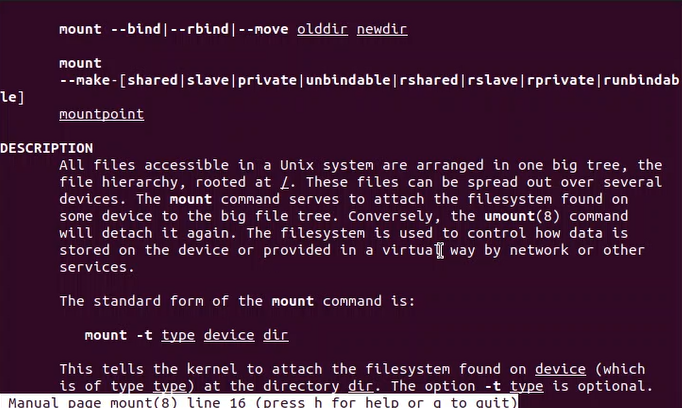 mount --bind|--rbind|--move olddir newdir
mount
--make-[shared|slave|private|unbindable|rshared|rslave|rprivate|runbindab
le]
mountpoint
DESCRIPTION
All files accessible in a Unix system are arranged in one big tree, the
file hierarchy, rooted at /. These files can be spread out over several
devices. The mount command serves to attach the filesystem found on
some device to the big file tree. Conversely, the umount(8) command
will detach it again. The filesystem is used to control how data is
stored on the device or provided in a virtual way by network or other
services.
The standard form of the mount command is:
mount -t type device dir
This tells the kernel to attach the filesystem found on device (which
is of type type) at the directory dir. The option -t type is optional.
Manual page mount(8) line 16 (press h for help or q to quit)